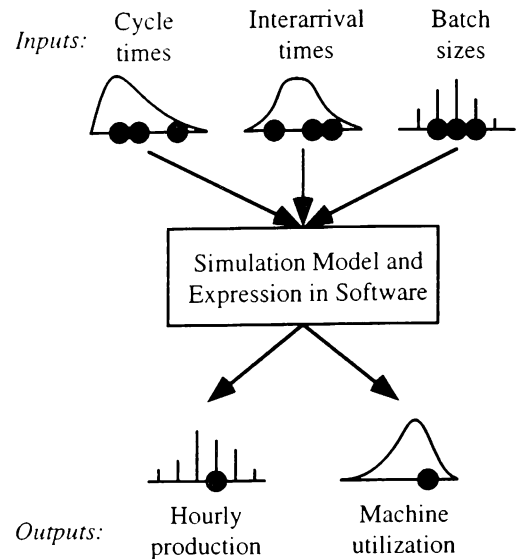 Inputs:
Cycle
times
Interarrival
times
Batch
sizes
Simulation Model and
Expression in Software
Outputs:
Hourly
production
Machine
utilization